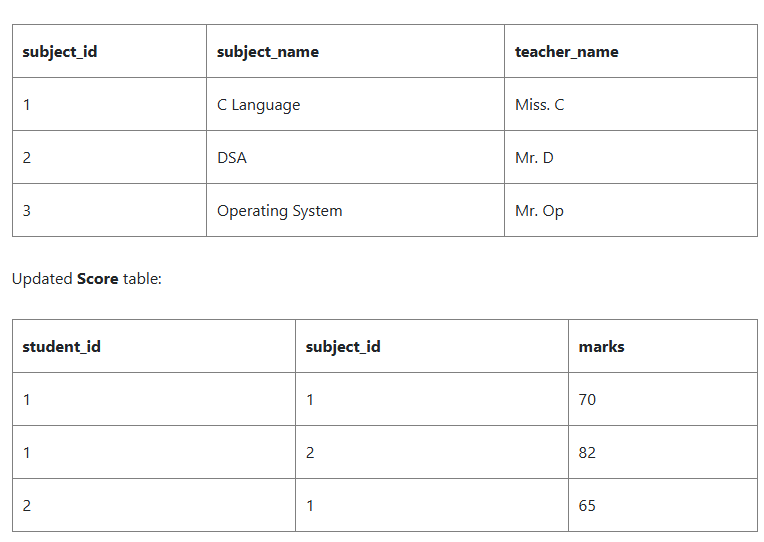 subject_id subject_name teacher_name
1 C Language Miss. C
2 DSA Mr. D
3 Operating System Mr. Op
Updated Score table:
student_id subject_id marks
1 1 70
1 2 82
2 1 65